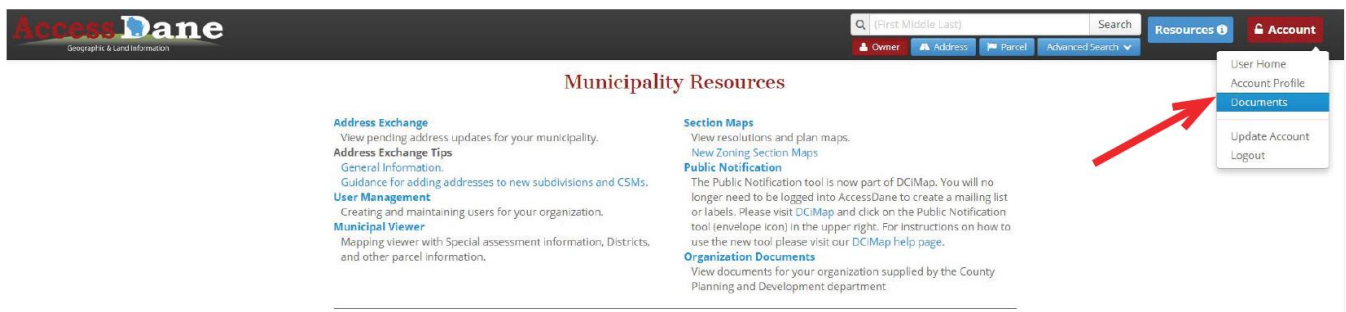 Access Dane
Geographic & Land Information
(First Middle Last)
Search
Owner
Address
Parcel
Advanced Search
Resources
Account
User Home
Account Profile
Documents
Update Account
Logout
Municipality Resources
Address Exchange
View pending address updates for your municipality.
Address Exchange Tips
General Information.
Guidance for adding addresses to new subdivisions and CSMs.
User Management
Creating and maintaining users for your organization.
Municipal Viewer
Mapping viewer with Special assessment information, Districts,
and other parcel information.
Section Maps
View resolutions and plan maps.
New Zoning Section Maps
Public Notification
The Public Notification tool is now part of DCiMap. You will no
longer need to be logged into AccessDane to create a mailing list
or labels. Please visit DCiMap and click on the Public Notification
tool (envelope icon) in the upper right. For instructions on how to
use the new tool please visit our DCiMap help page.
Organization Documents
View documents for your organization supplied by the County
Planning and Development department